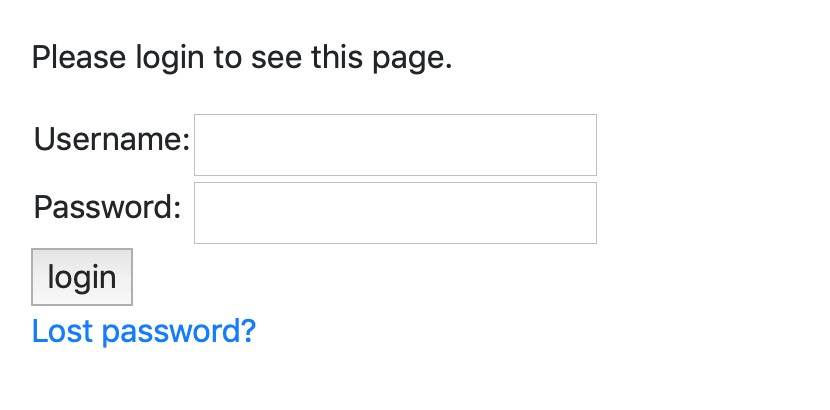 Please login to see this page.
Username:
Password:
login
Lost password?